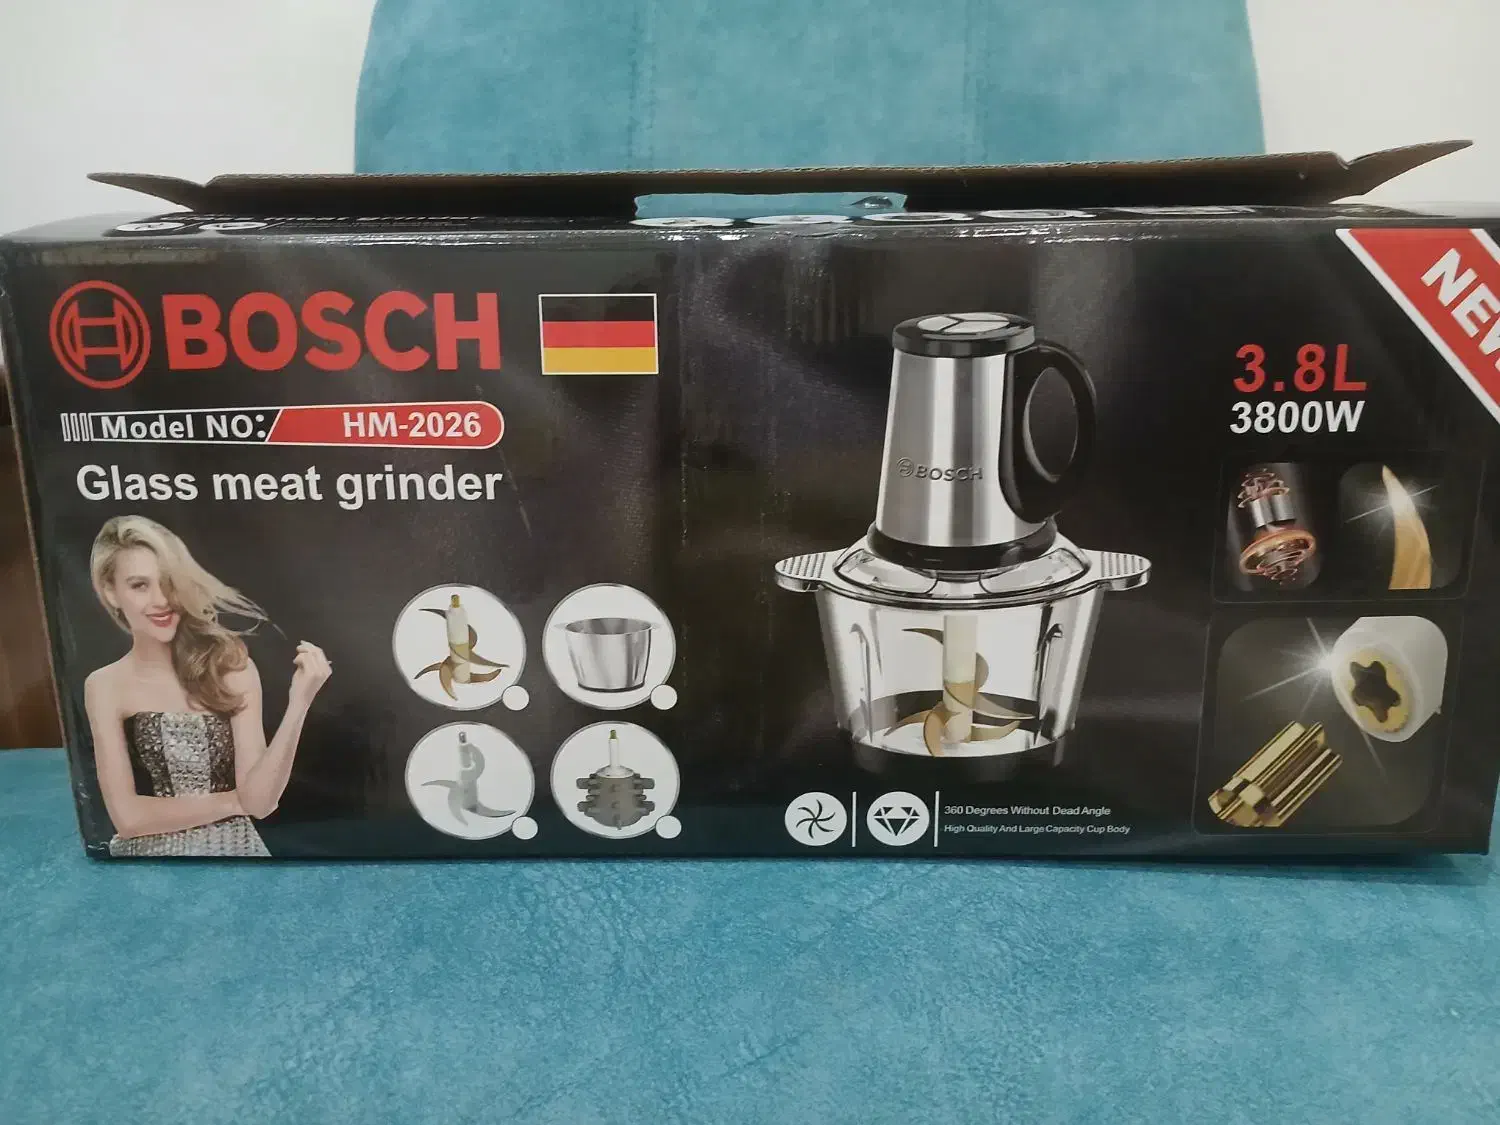 BOSCH
Model NO:
HM-2026
Glass meat grinder
BOSCH
NEW
3.8L
3800W
360 Degrees Without Dead Angle
High Quality And Large Capacity Cup Body